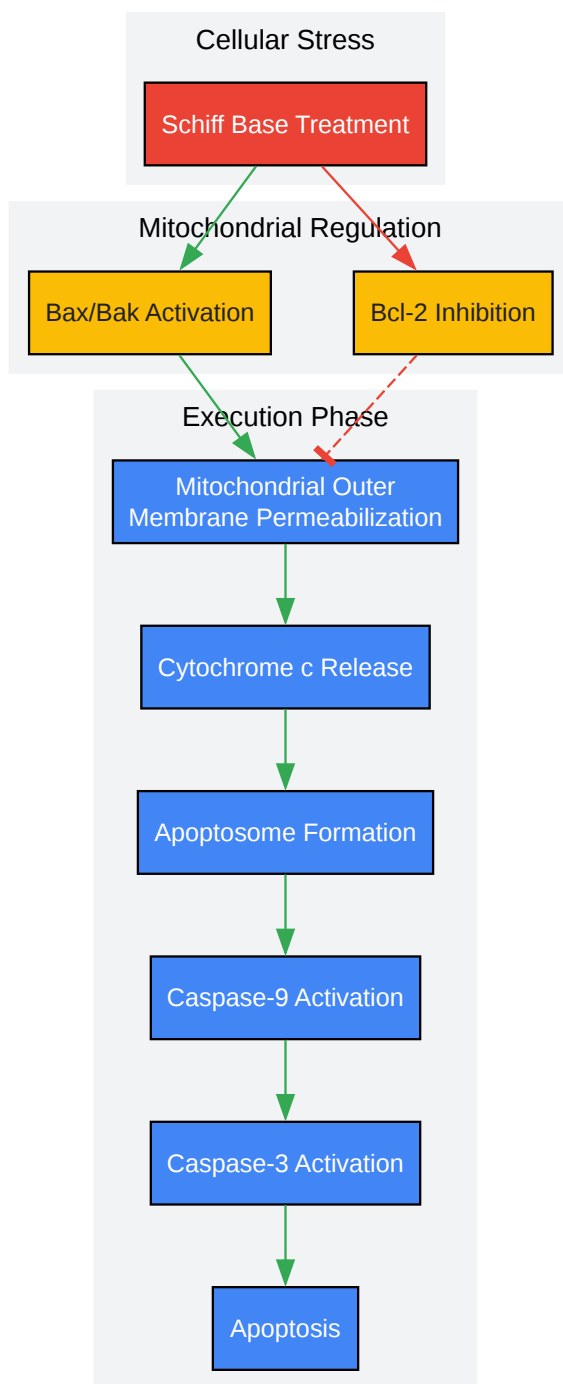 Cellular Stress
Schiff Base Treatment
Mitochondrial Regulation
Bax/Bak Activation
Bcl-2 Inhibition
Execution Phase
Mitochondrial Outer
Membrane Permeabilization
Cytochrome c Release
Apoptosome Formation
Caspase-9 Activation
Caspase-3 Activation
Apoptosis